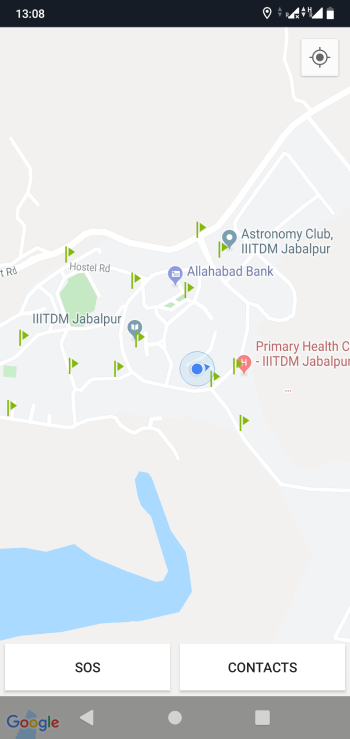 13:08
Astronomy Club,
IIITDM Jabalpur
Hostel Rd
t Rd
Allahabad Bank
IIITDM Jabalpur
Primary Health C
- IIITDM Jabalpur
H
...
SOS
CONTACTS
Google